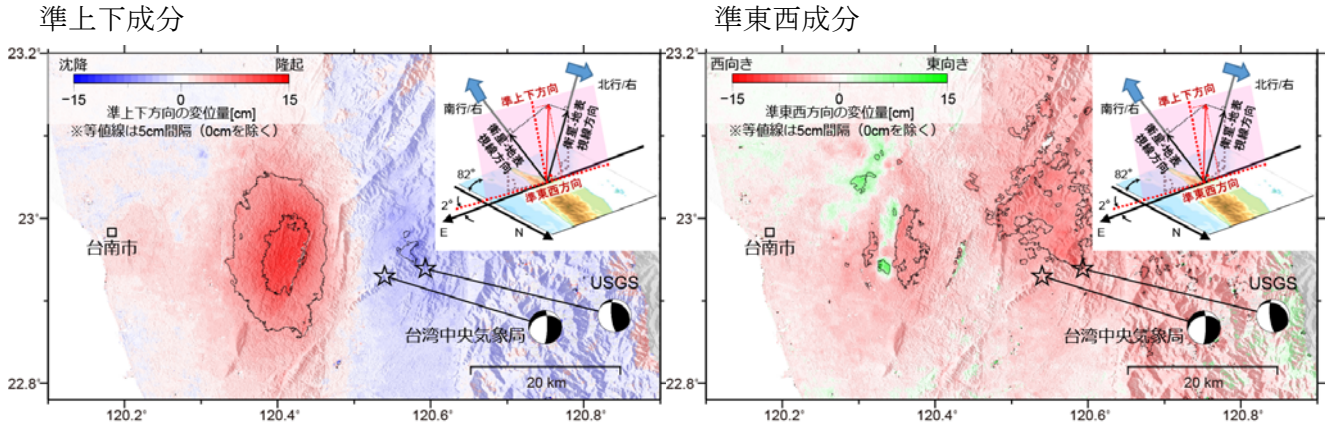 準上下成分
23.2˚
23˚
22.8˚
沈降
隆起
−15
0
15
準上下方向の変位量[cm]
※等値線は5cm間隔（0cmを除く）
南行/右
北行/右
準上下方向
衛星-地表
視線方向
衛星-地表
視線方向
準東西方向
82°
2°
E
N
台南市
USGS
台湾中央気象局
20 km
120.2˚
120.4˚
120.6˚
120.8˚
準東西成分
23.2˚
23˚
22.8˚
西向き
東向き
−15
0
15
準東西方向の変位量[cm]
※等値線は5cm間隔（0cmを除く）
南行/右
北行/右
準上下方向
衛星-地表
視線方向
衛星-地表
視線方向
準東西方向
82°
2°
E
N
台南市
USGS
台湾中央気象局
20 km
120.2˚
120.4˚
120.6˚
120.8˚